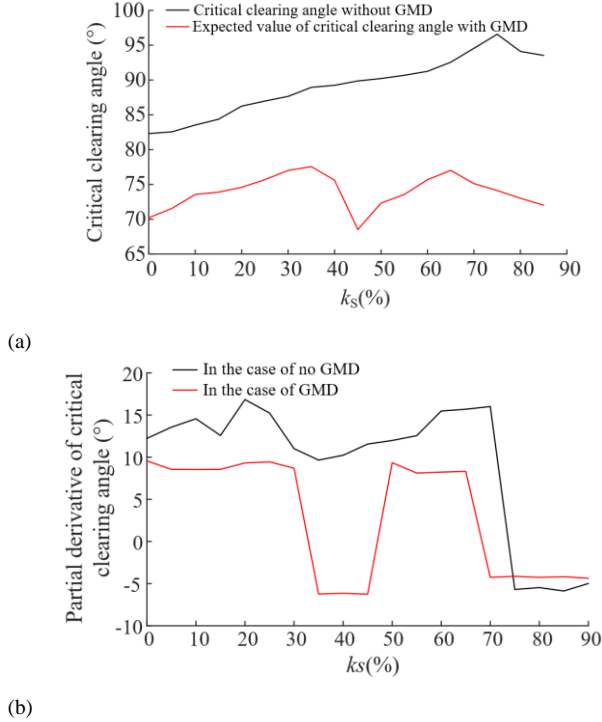 100
Critical clearing angle without GMD
Expected value of critical clearing angle with GMD
95
90
85
80
75
70
65
Critical clearing angle (°)
0 10 20 30 40 50 60 70 80 90
kS(%)
(a)
20
In the case of no GMD
In the case of GMD
15
10
5
0
-5
-10
Partial derivative of critical
clearing angle (°)
0 10 20 30 40 50 60 70 80 90
ks(%)
(b)